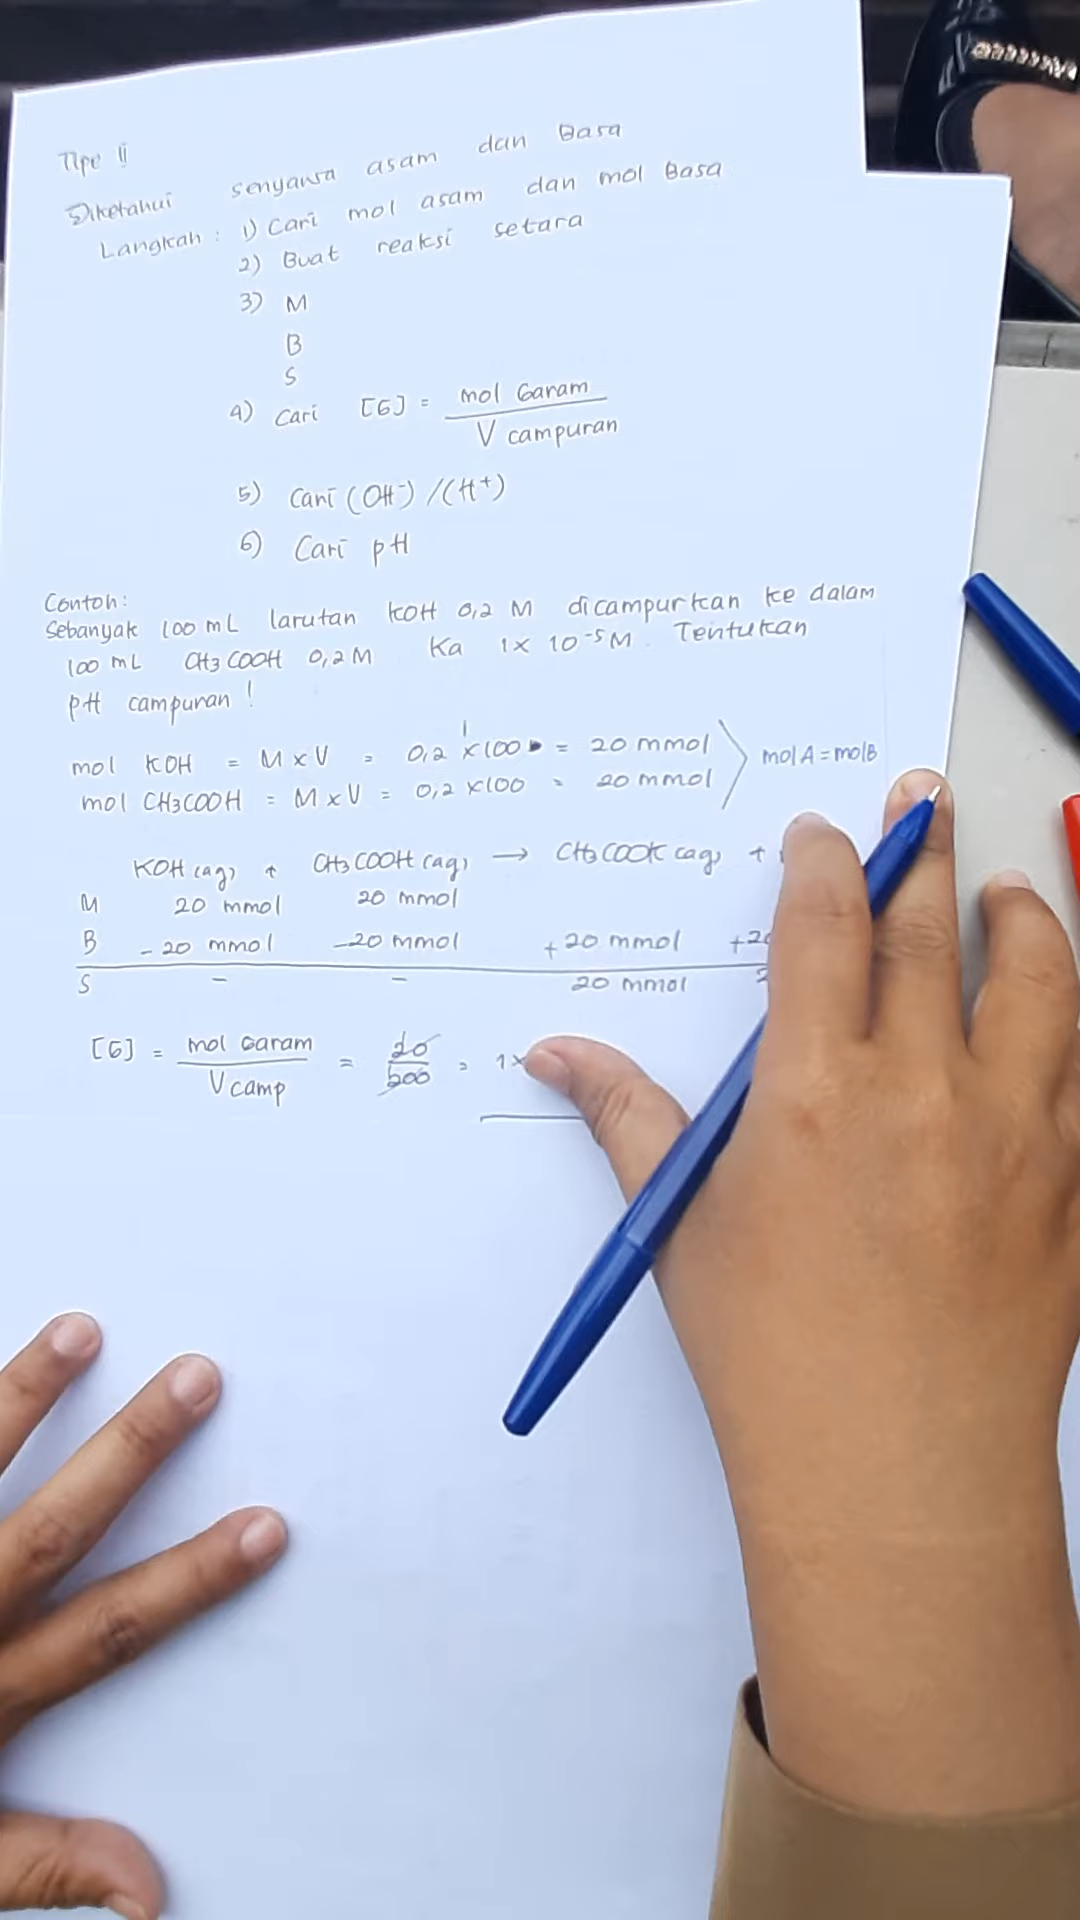 Tipe II
Diketahui senyawa asam dan Basa
Langkah : 1) Cari mol asam dan mol Basa
2) Buat reaksi setara
3) M
B
S
4) Cari [G] = mol Garam / V campuran
5) Cari (OH⁻) / (H⁺)
6) Cari pH
Contoh:
Sebanyak 100 mL larutan KOH 0,2 M dicampurkan ke dalam
100 mL CH3COOH 0,2 M Ka 1 x 10⁻⁵ M. Tentukan
pH campuran !
mol KOH = M x V = 0,2 x 100 = 20 mmol
mol CH3COOH = M x V = 0,2 x 100 = 20 mmol
mol A = mol B
KOH (aq) + CH3COOH (aq) → CH3COOK (aq) +
M 20 mmol 20 mmol
B - 20 mmol - 20 mmol + 20 mmol +20
S - - 20 mmol
[G] = mol Garam / V camp = 20 / 200 = 1x